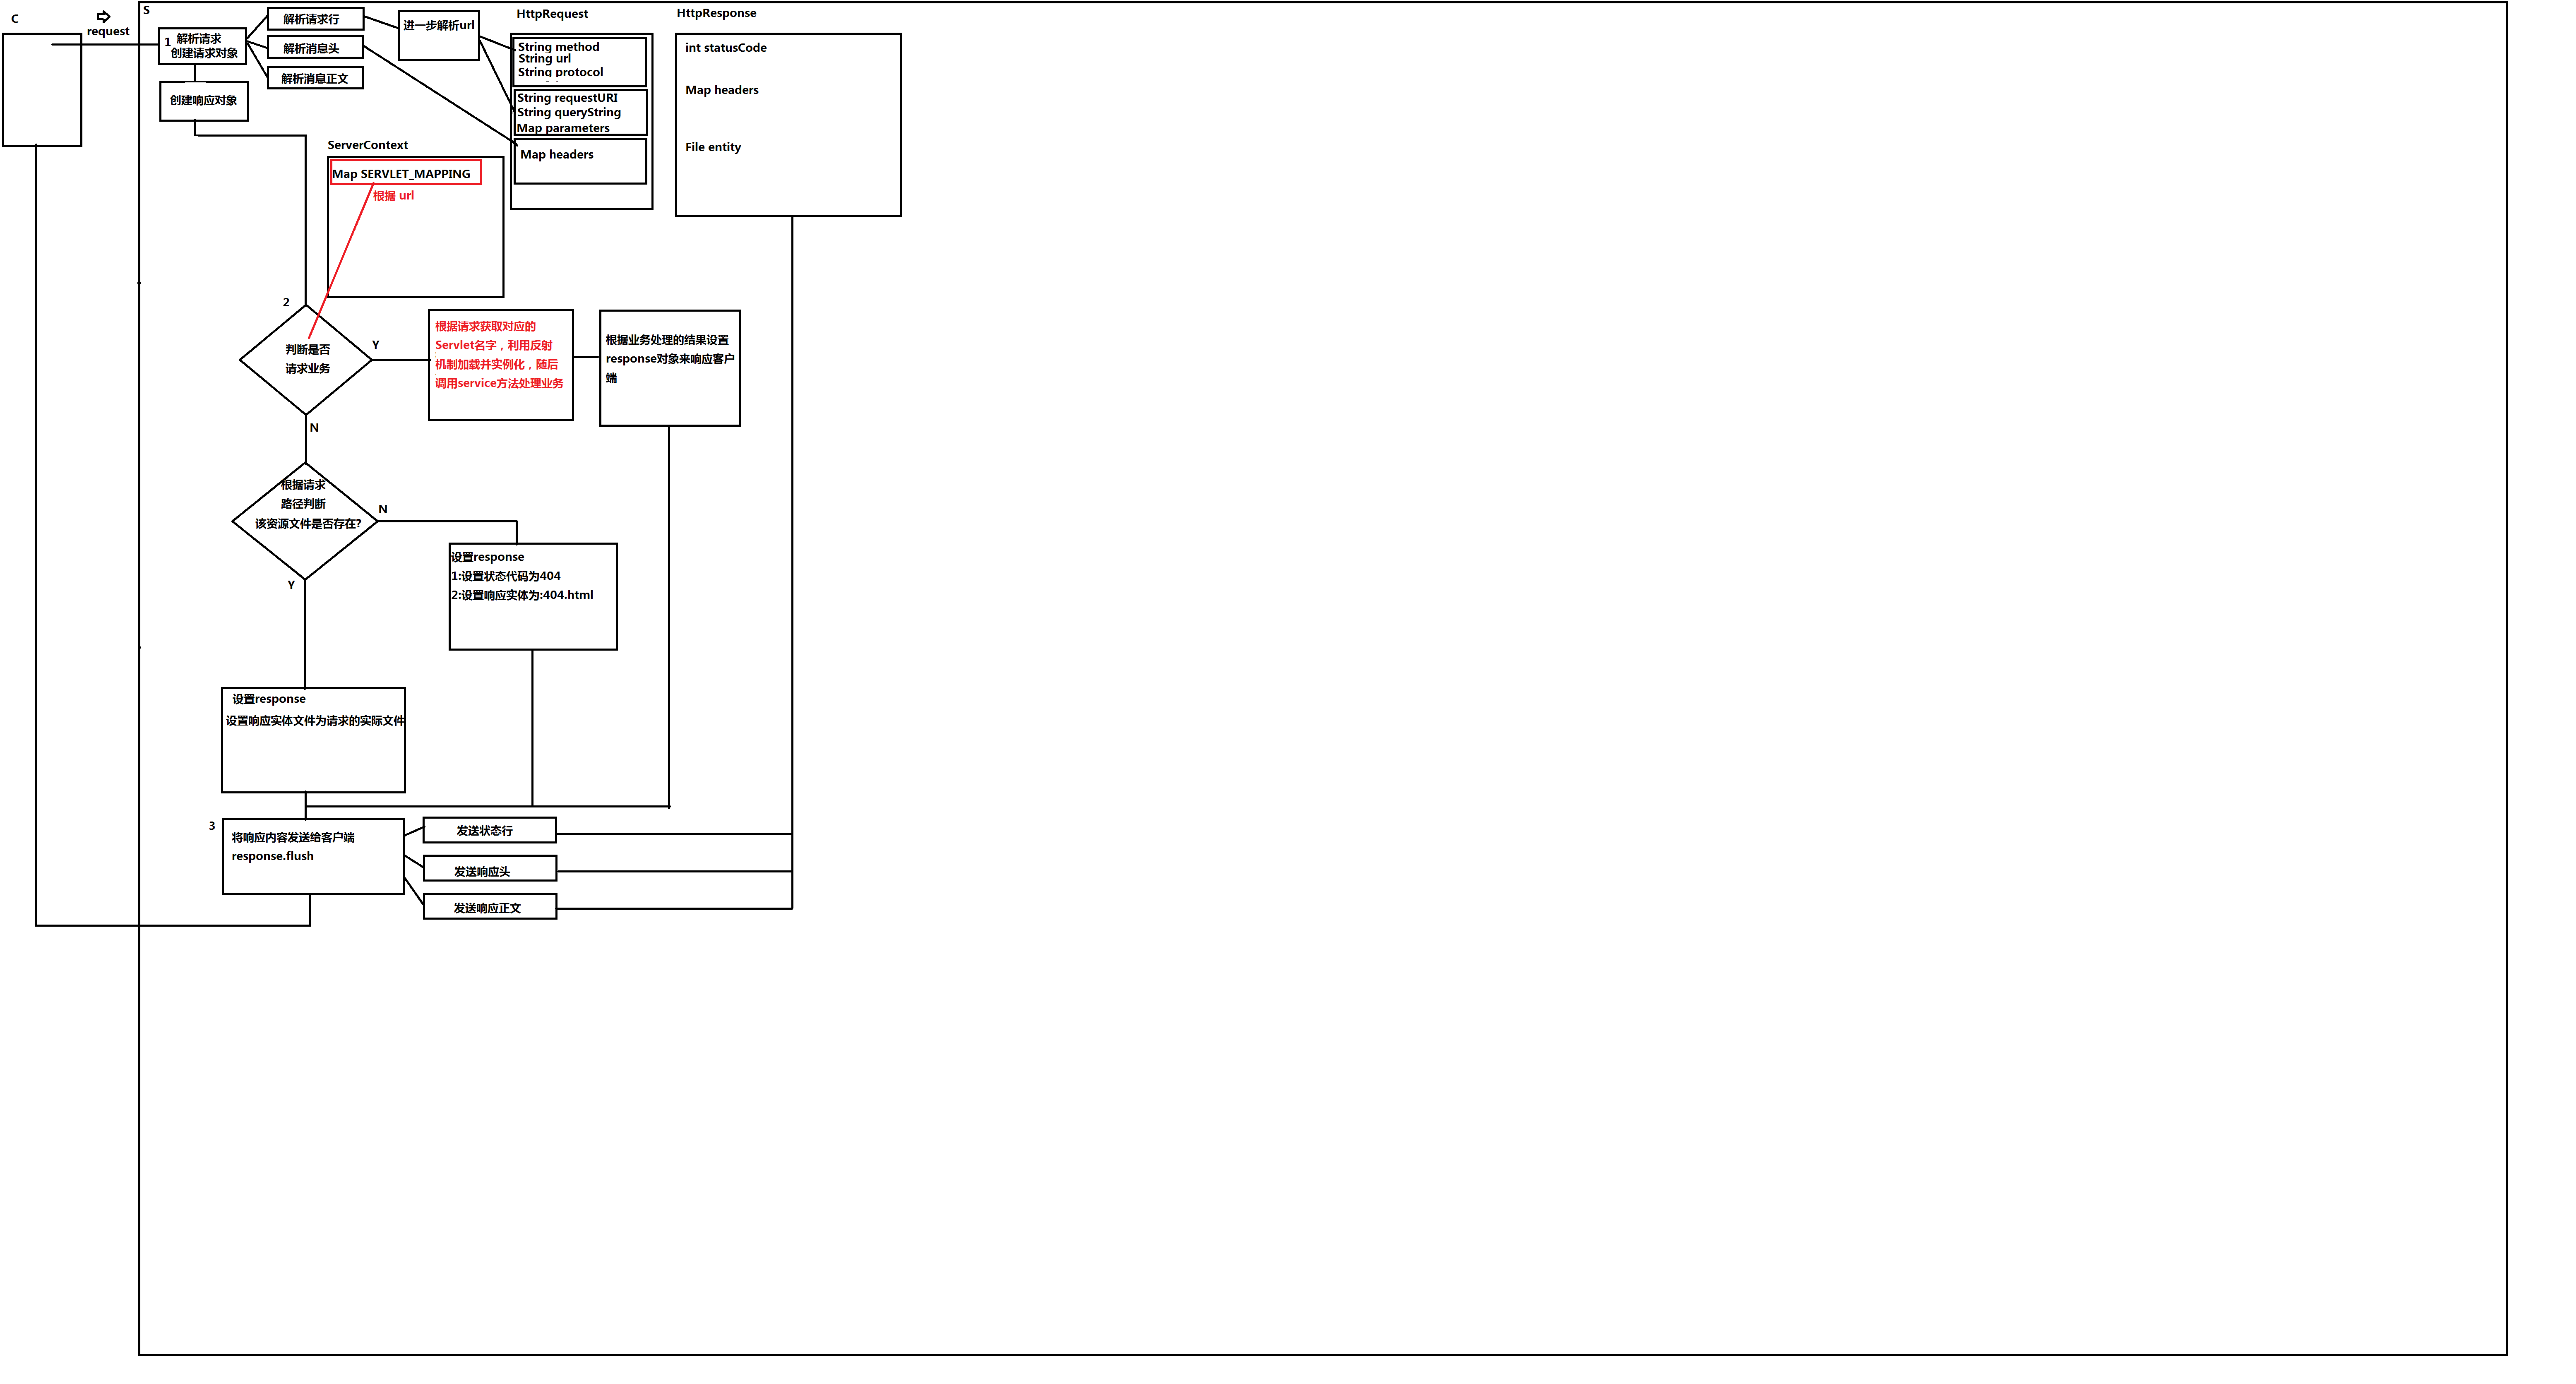 C
request
S
1
解析请求
创建请求对象
创建响应对象
解析请求行
解析消息头
解析消息正文
进一步解析url
HttpRequest
String method
String url
String protocol
String requestURI
String queryString
Map parameters
Map headers
HttpResponse
int statusCode
Map headers
File entity
ServerContext
Map SERVLET_MAPPING
根据 url
2
判断是否
请求业务
Y
根据请求获取对应的
Servlet名字，利用反射
机制加载并实例化，随后
调用service方法处理业务
根据业务处理的结果设置
response对象来响应客户
端
N
根据请求
路径判断
该资源文件是否存在?
N
设置response
1:设置状态代码为404
2:设置响应实体为:404.html
Y
设置response
设置响应实体文件为请求的实际文件
3
将响应内容发送给客户端
response.flush
发送状态行
发送响应头
发送响应正文